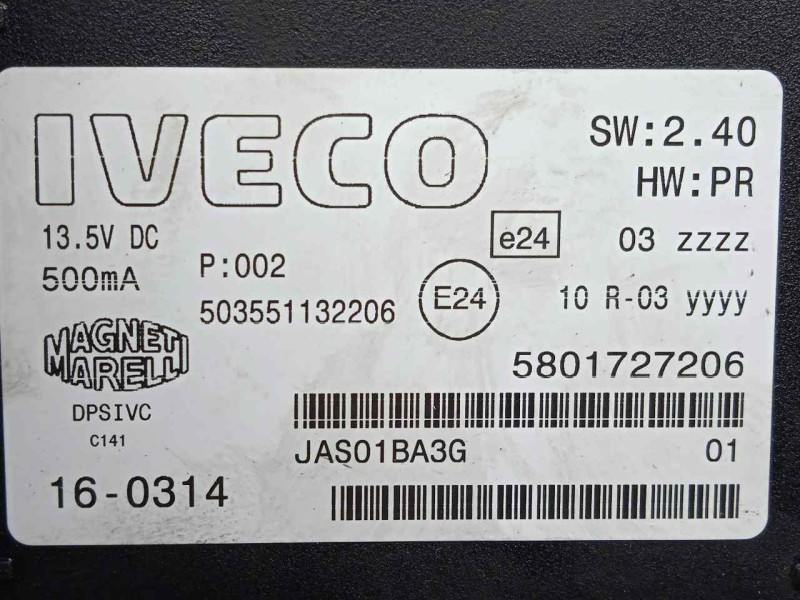 IVECO
SW:2.40
HW:PR
13.5V DC
500mA
P:002
503551132206
e24
03 zzzz
E24
10 R-03 yyyy
MAGNETI
MARELLI
DPSIVC
C141
5801727206
JAS01BA3G 01
16-0314